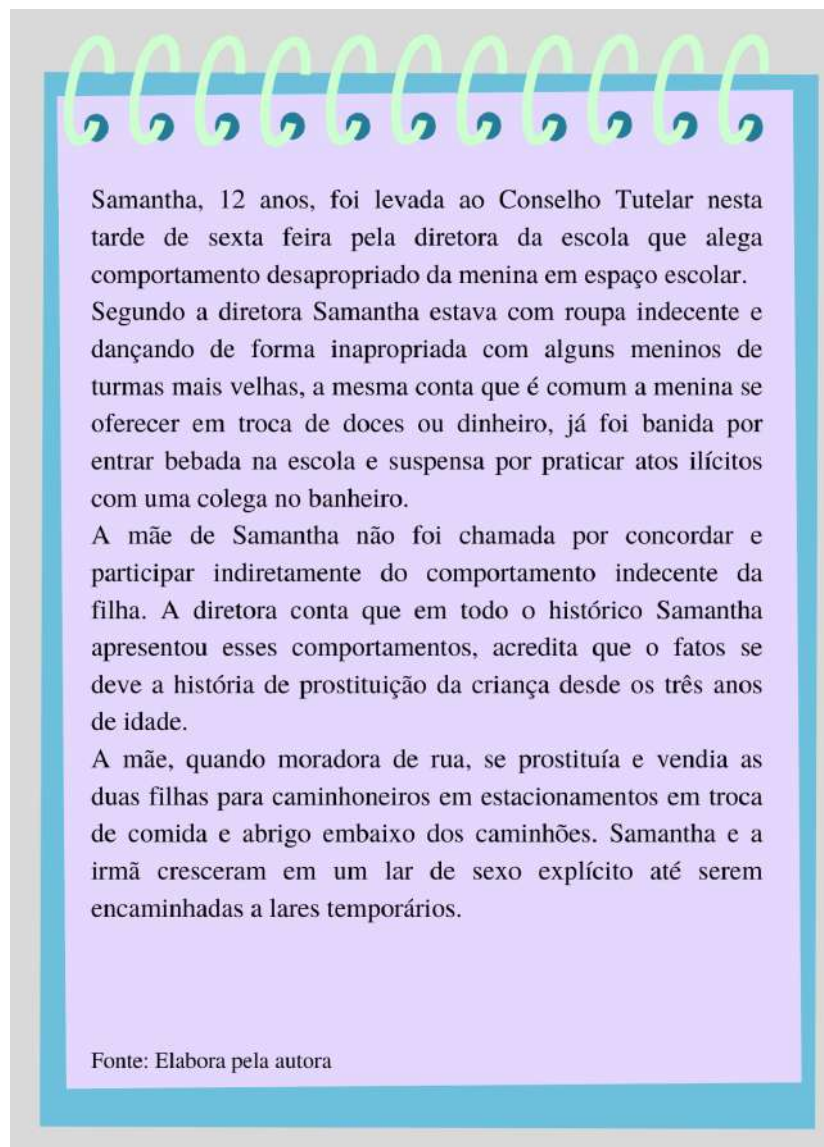 Samantha, 12 anos, foi levada ao Conselho Tutelar nesta
tarde de sexta feira pela diretora da escola que alega
comportamento desapropriado da menina em espaço escolar.
Segundo a diretora Samantha estava com roupa indecente e
dançando de forma inapropriada com alguns meninos de
turmas mais velhas, a mesma conta que é comum a menina se
oferecer em troca de doces ou dinheiro, já foi banida por
entrar bebada na escola e suspensa por praticar atos ilícitos
com uma colega no banheiro.
A mãe de Samantha não foi chamada por concordar e
participar indiretamente do comportamento indecente da
filha. A diretora conta que em todo o histórico Samantha
apresentou esses comportamentos, acredita que o fatos se
deve a história de prostituição da criança desde os três anos
de idade.
A mãe, quando moradora de rua, se prostituía e vendia as
duas filhas para caminhoneiros em estacionamentos em troca
de comida e abrigo embaixo dos caminhões. Samantha e a
irmã cresceram em um lar de sexo explícito até serem
encaminhadas a lares temporários.
Fonte: Elabora pela autora